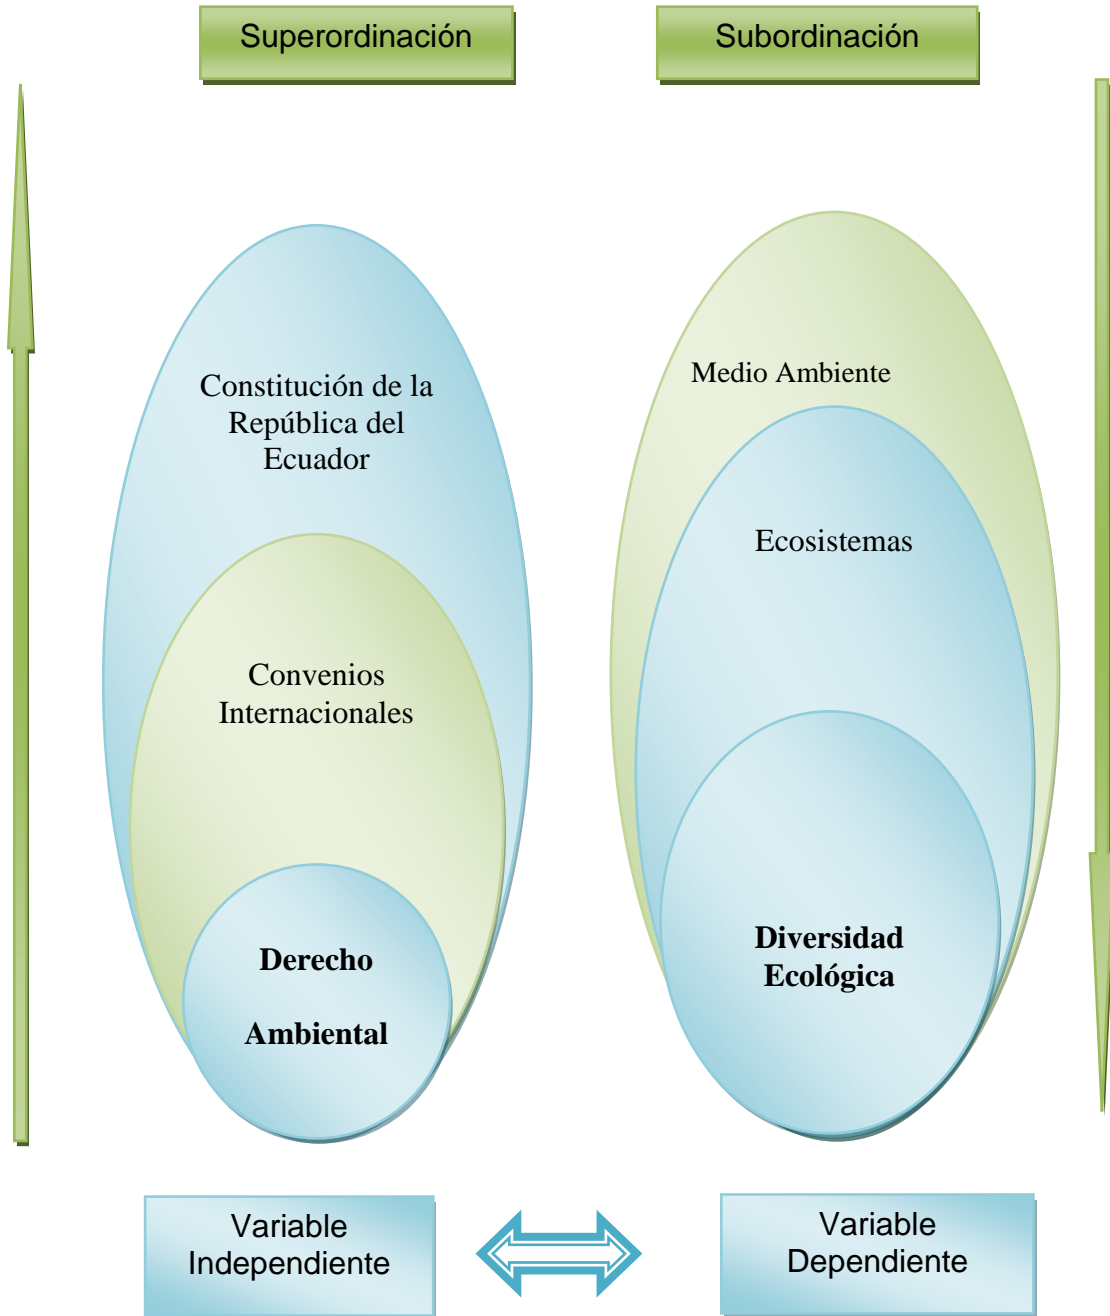 Superordinación
Subordinación
Constitución de la
República del
Ecuador
Convenios
Internacionales
Derecho
Ambiental
Medio Ambiente
Ecosistemas
Diversidad
Ecológica
Variable
Independiente
Variable
Dependiente